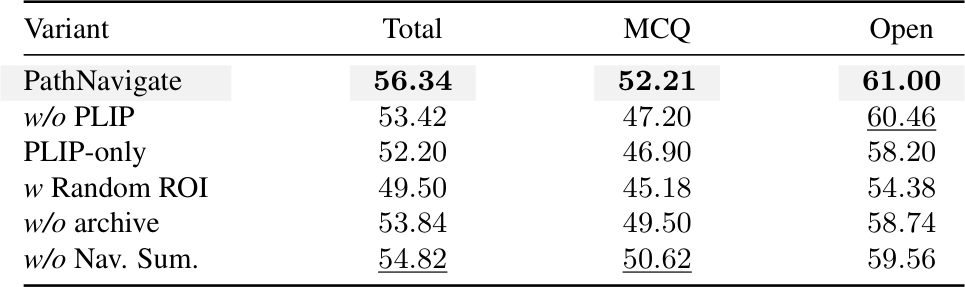 Variant Total MCQ Open
PathNavigate 56.34 52.21 61.00
w/o PLIP 53.42 47.20 60.46
PLIP-only 52.20 46.90 58.20
w Random ROI 49.50 45.18 54.38
w/o archive 53.84 49.50 58.74
w/o Nav. Sum. 54.82 50.62 59.56